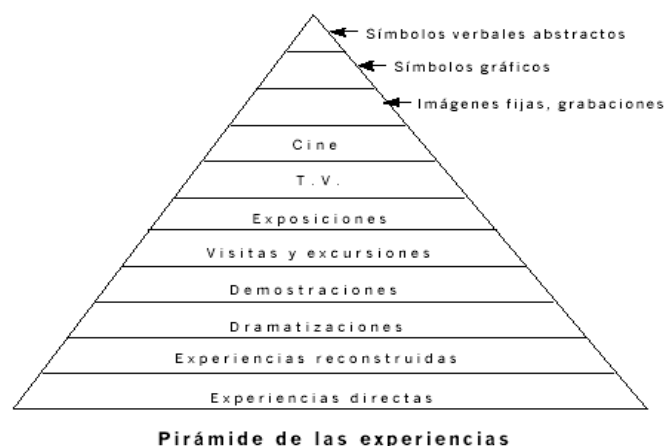 Símbolos verbales abstractos
Símbolos gráficos
Imágenes fijas, grabaciones
Cine
T.V.
Exposiciones
Visitas y excursiones
Demostraciones
Dramatizaciones
Experiencias reconstruidas
Experiencias directas
Pirámide de las experiencias